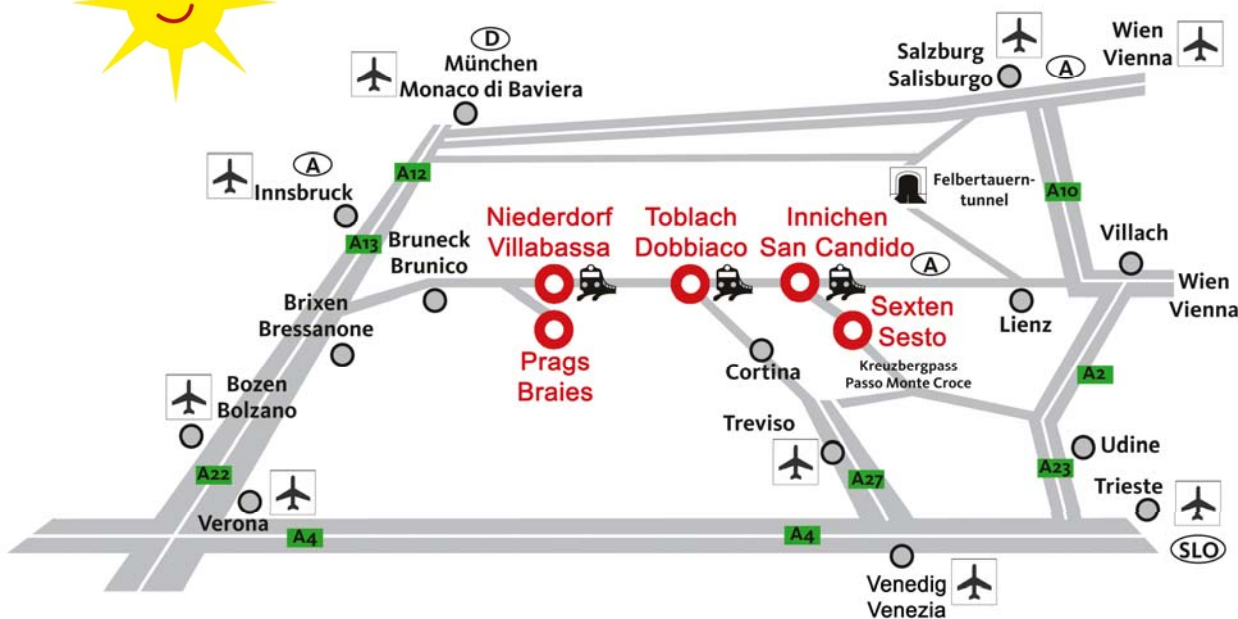 D
München
Monaco di Baviera
Salzburg
Salisburgo
A
Wien
Vienna
A
Innsbruck
A12
Felbertauern-
tunnel
A10
A13
Bruneck
Brunico
Niederdorf
Villabassa
Toblach
Dobbiaco
Innichen
San Candido
A
Villach
Wien
Vienna
Brixen
Bressanone
Prags
Braies
Sexten
Sesto
Lienz
Cortina
Kreuzbergpass
Passo Monte Croce
A2
Bozen
Bolzano
Treviso
Udine
A22
A27
A23
Trieste
Verona
A4
A4
SLO
Venedig
Venezia